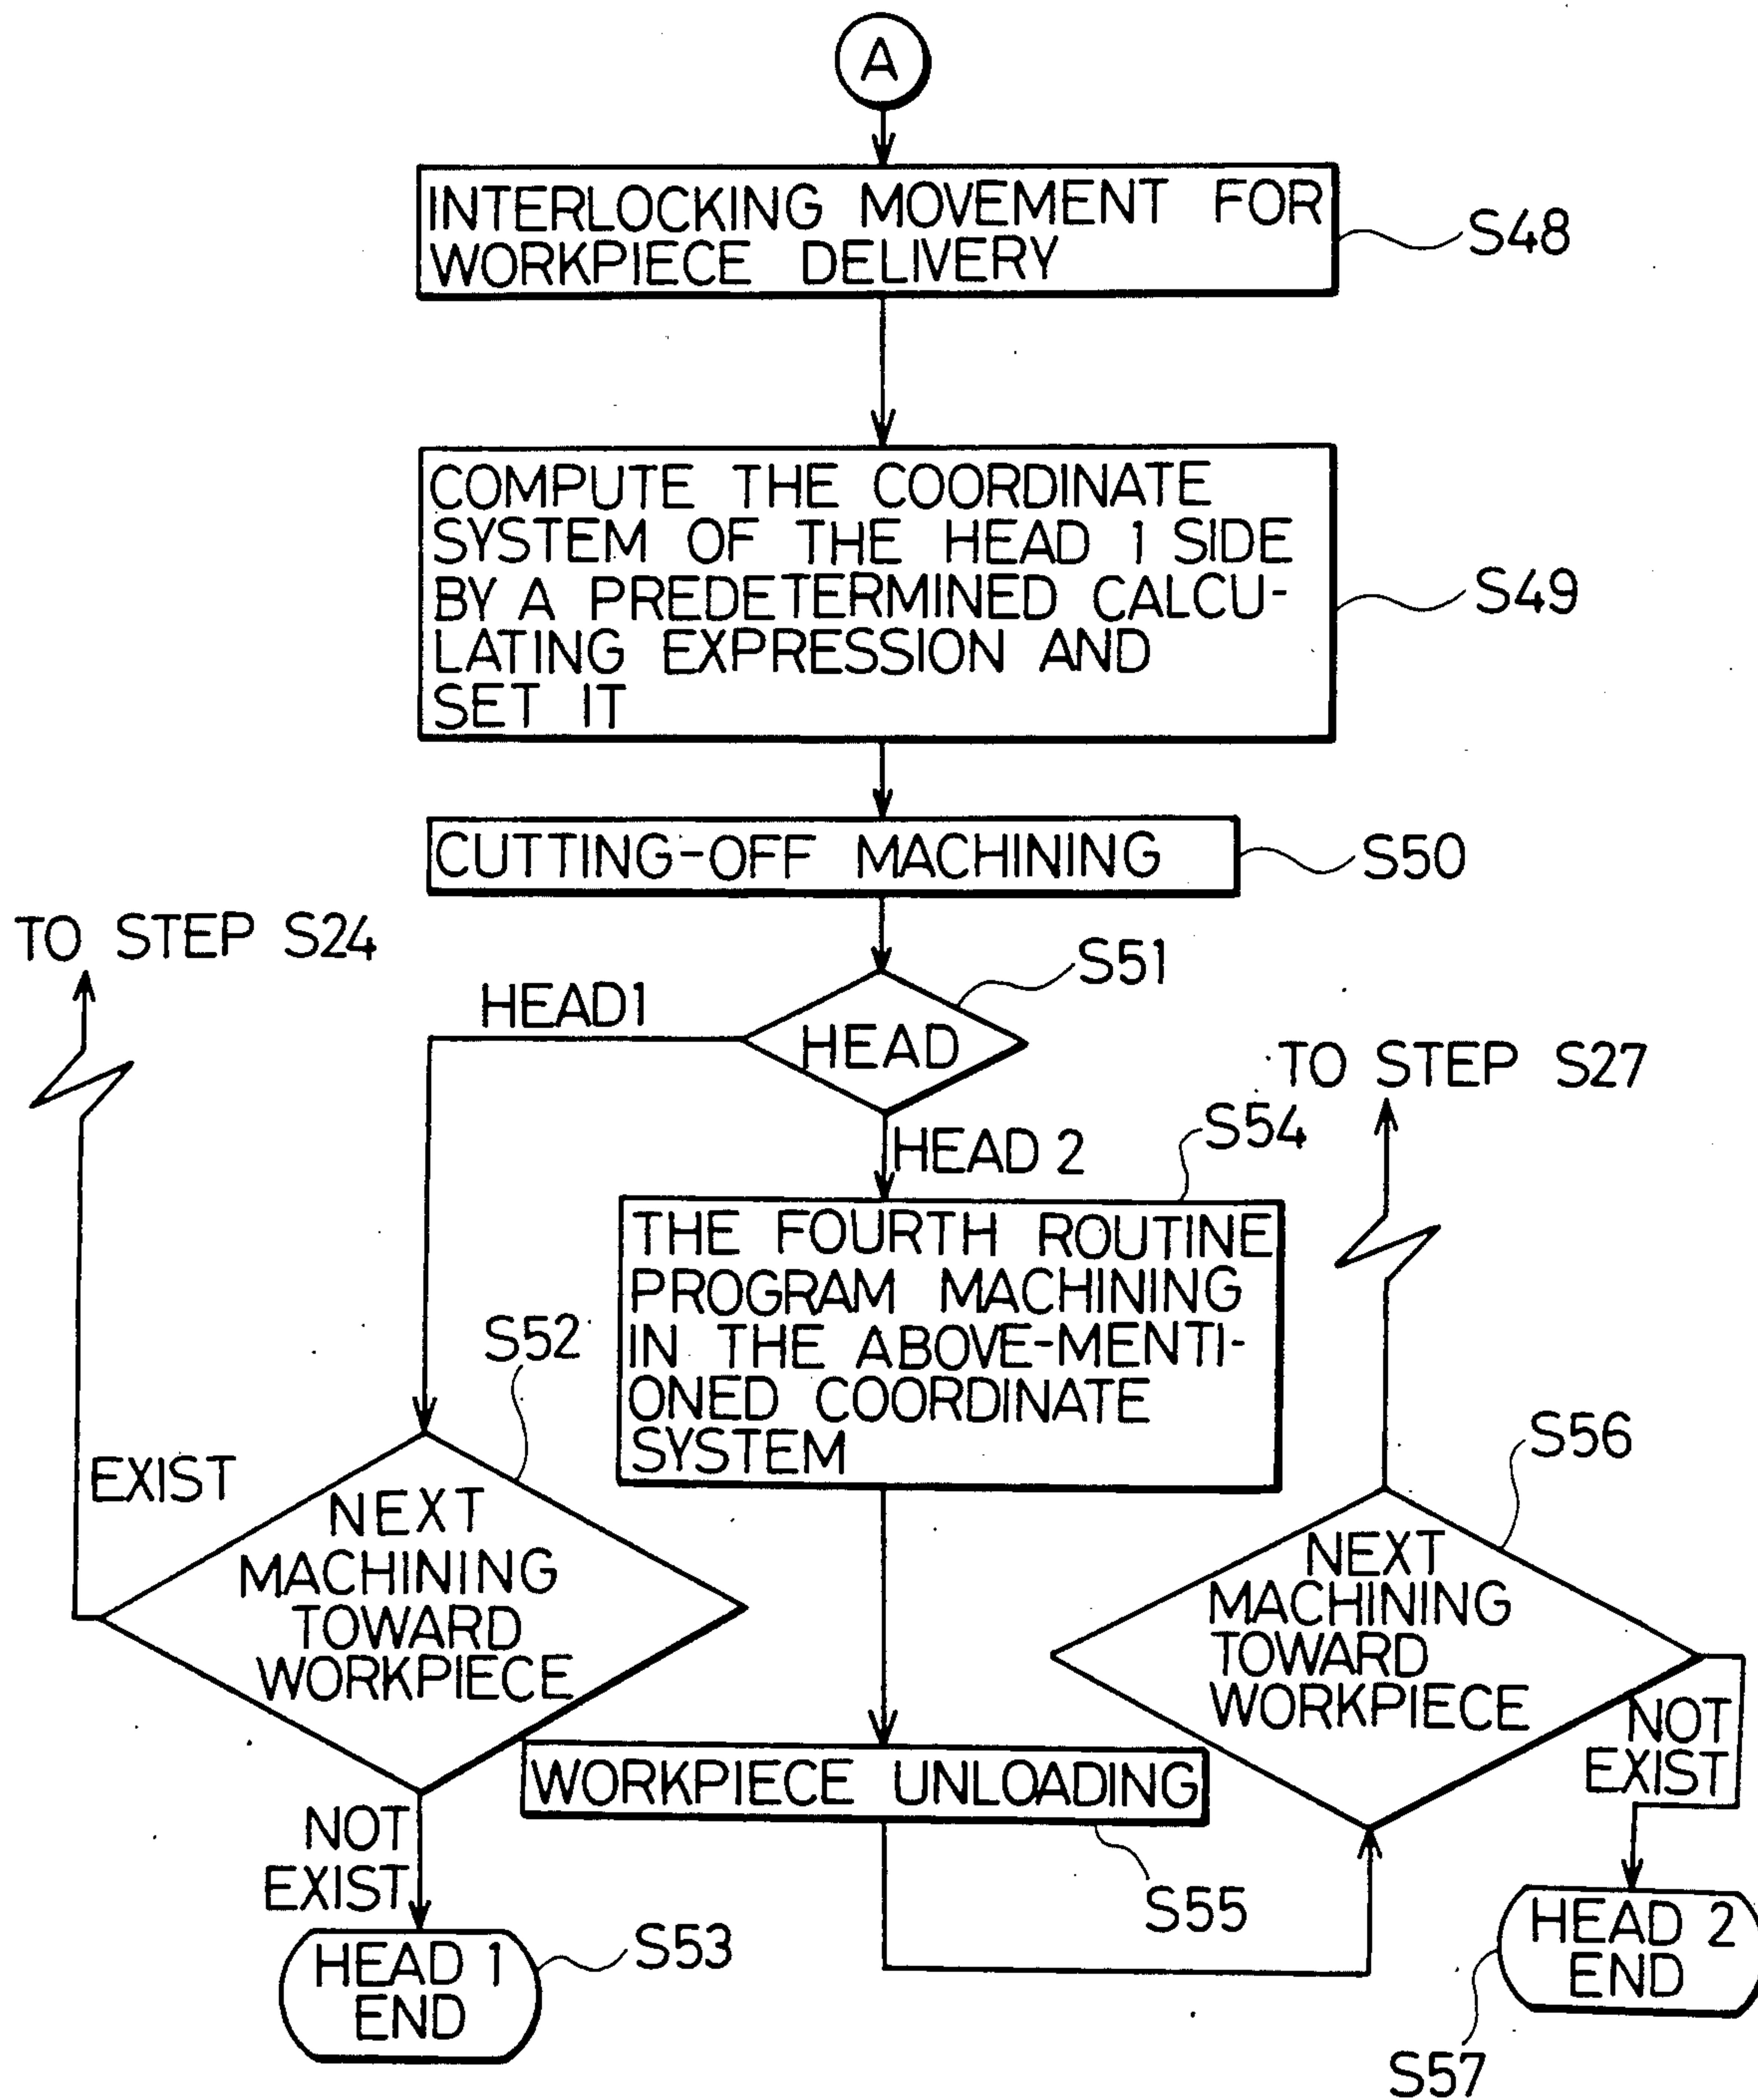 A
INTERLOCKING MOVEMENT FOR
WORKPIECE DELIVERY
S48
COMPUTE THE COORDINATE
SYSTEM OF THE HEAD 1 SIDE
BY A PREDETERMINED CALCU-
LATING EXPRESSION AND
SET IT
S49
CUTTING-OFF MACHINING
S50
TO STEP S24
S51
HEAD1
HEAD
TO STEP S27
HEAD 2
S54
THE FOURTH ROUTINE
PROGRAM MACHINING
IN THE ABOVE-MENTI-
ONED COORDINATE
SYSTEM
S52
EXIST
NEXT
MACHINING
TOWARD
WORKPIECE
S56
NEXT
MACHINING
TOWARD
WORKPIECE
NOT
EXIST
WORKPIECE UNLOADING
S55
NOT
EXIST
HEAD 1
END
S53
HEAD 2
END
S57